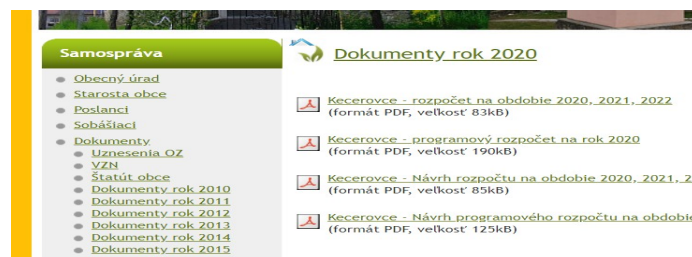 Samospráva
Obecný úrad
Starosta obce
Poslanci
Sobášiaci
Dokumenty
Uznesenia OZ
VZN
Štatút obce
Dokumenty rok 2010
Dokumenty rok 2011
Dokumenty rok 2012
Dokumenty rok 2013
Dokumenty rok 2014
Dokumenty rok 2015
Dokumenty rok 2020
Kecerovce - rozpočet na obdobie 2020, 2021, 2022
(formát PDF, veľkosť 83kB)
Kecerovce - programový rozpočet na rok 2020
(formát PDF, veľkosť 190kB)
Kecerovce - Návrh rozpočtu na obdobie 2020, 2021, 2
(formát PDF, veľkosť 85kB)
Kecerovce - Návrh programového rozpočtu na obdobie
(formát PDF, veľkosť 125kB)